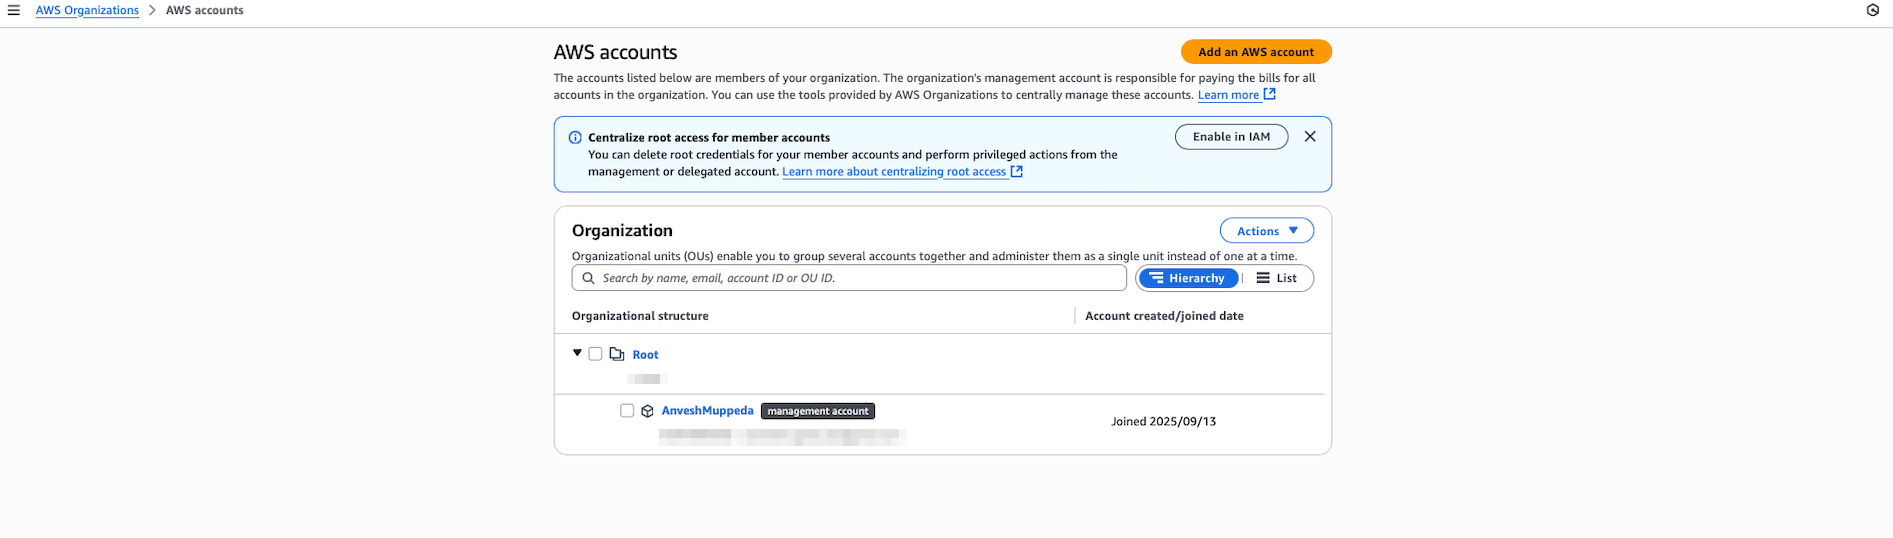 AWS Organizations > AWS accounts
AWS accounts
Add an AWS account
The accounts listed below are members of your organization. The organization's management account is responsible for paying the bills for all
accounts in the organization. You can use the tools provided by AWS Organizations to centrally manage these accounts. Learn more
Centralize root access for member accounts
Enable in IAM
You can delete root credentials for your member accounts and perform privileged actions from the
management or delegated account. Learn more about centralizing root access
Organization
Actions
Organizational units (OUs) enable you to group several accounts together and administer them as a single unit instead of one at a time.
Search by name, email, account ID or OU ID.
Hierarchy
List
Organizational structure
Account created/joined date
Root
AnveshMuppeda management account
Joined 2025/09/13